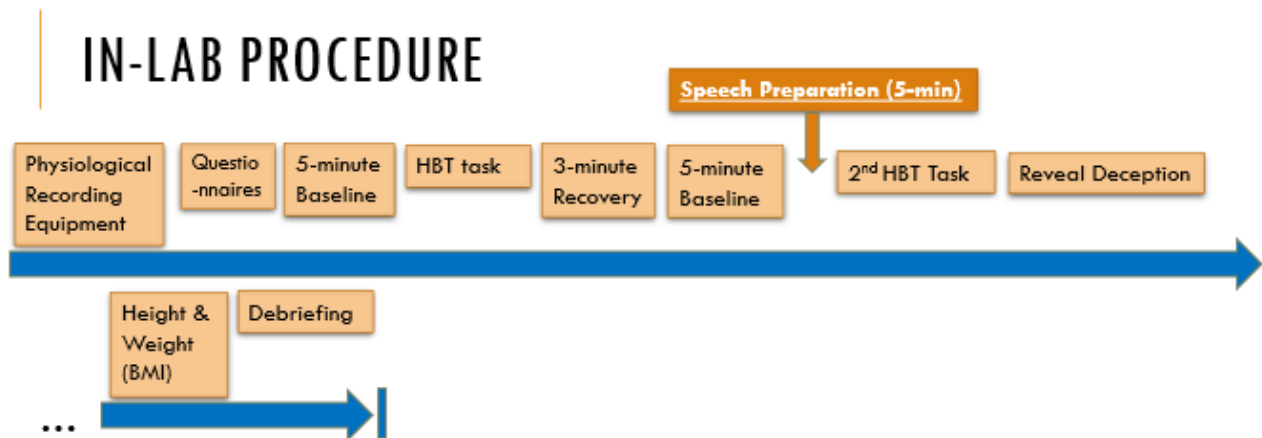 IN-LAB PROCEDURE
Speech Preparation (5-min)
Physiological
Recording
Equipment
Questio
-nnaires
5-minute
Baseline
HBT task
3-minute
Recovery
5-minute
Baseline
2nd HBT Task
Reveal Deception
Height &
Weight
(BMI)
Debriefing
...